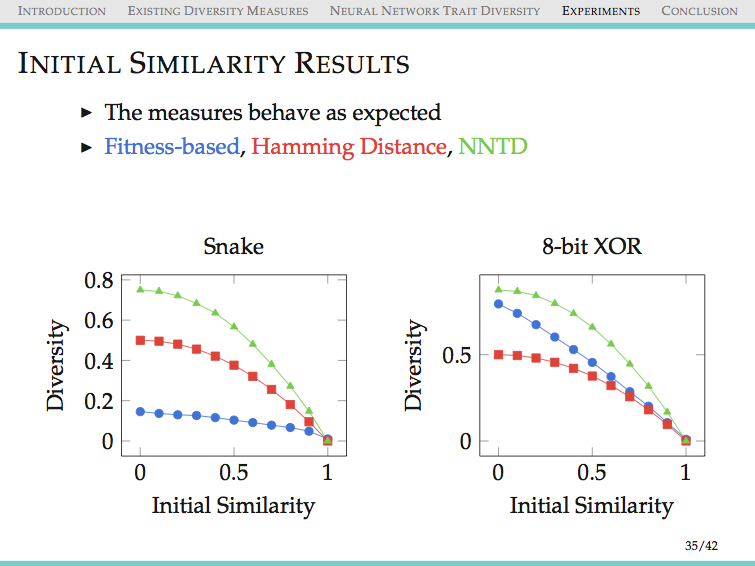 INTRODUCTION EXISTING DIVERSITY MEASURES NEURAL NETWORK TRAIT DIVERSITY EXPERIMENTS CONCLUSION
INITIAL SIMILARITY RESULTS
▶ The measures behave as expected
▶ Fitness-based, Hamming Distance, NNTD
Snake
0.8
0.6
0.4
0.2
0
Diversity
0 0.5 1
Initial Similarity
8-bit XOR
0.5
0
Diversity
0 0.5 1
Initial Similarity
35/42